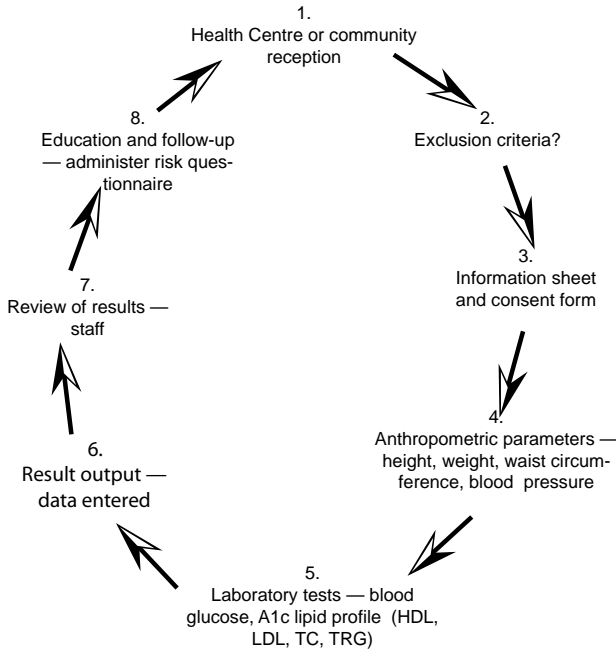 1.
Health Centre or community
reception
2.
Exclusion criteria?
3.
Information sheet
and consent form
4.
Anthropometric parameters —
height, weight, waist circum-
ference, blood pressure
5.
Laboratory tests — blood
glucose, A1c lipid profile (HDL,
LDL, TC, TRG)
6.
Result output —
data entered
7.
Review of results —
staff
8.
Education and follow-up
— administer risk ques-
tionnaire